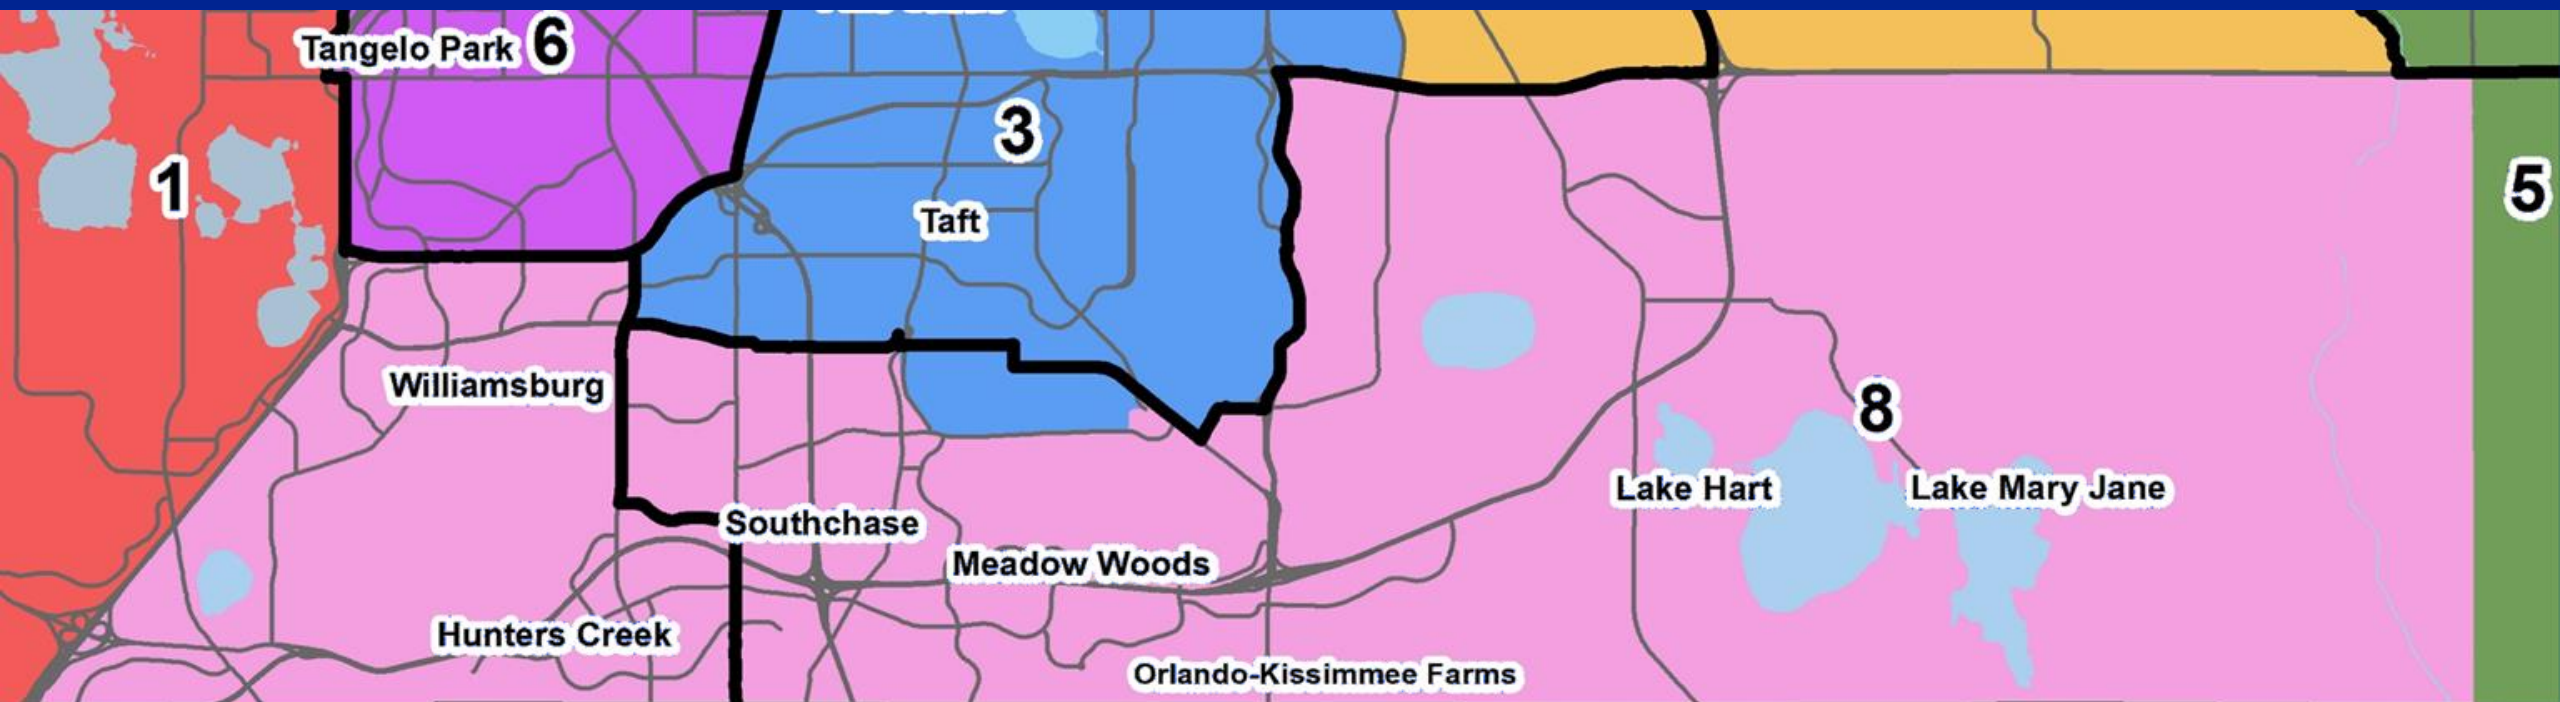 Tangelo Park
6
3
1
5
Taft
Williamsburg
8
Lake Hart
Lake Mary Jane
Southchase
Meadow Woods
Hunters Creek
Orlando-Kissimmee Farms